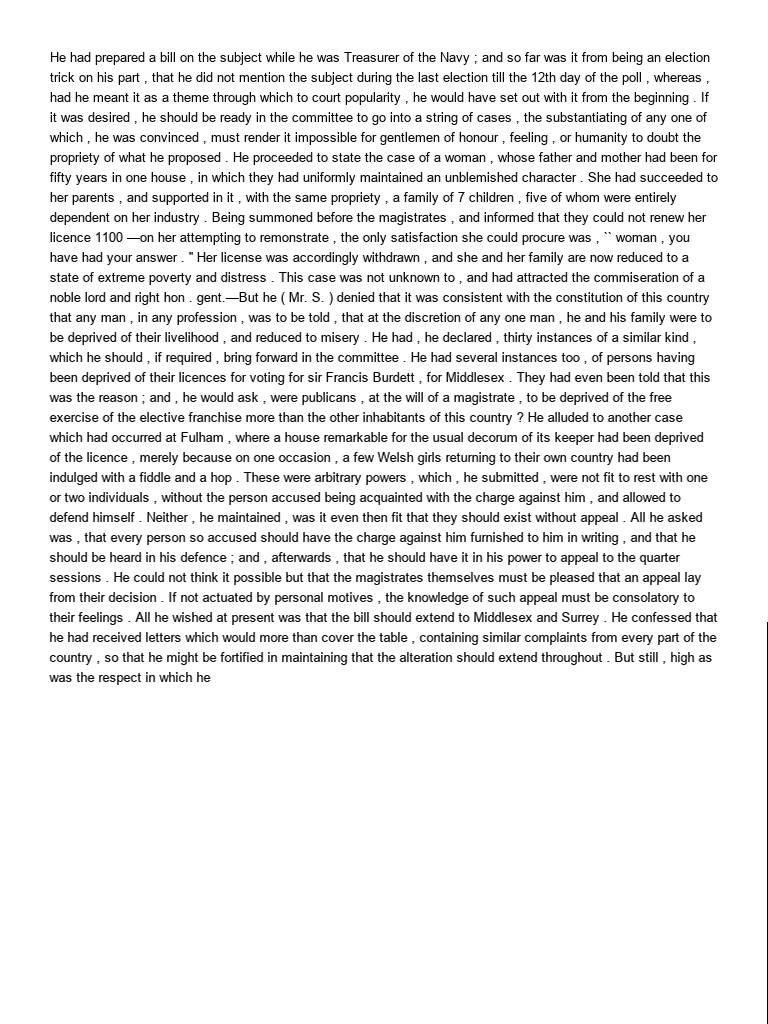 He had prepared a bill on the subject while he was Treasurer of the Navy ; and so far was it from being an election
trick on his part , that he did not mention the subject during the last election till the 12th day of the poll , whereas ,
had he meant it as a theme through which to court popularity , he would have set out with it from the beginning . If
it was desired , he should be ready in the committee to go into a string of cases , the substantiating of any one of
which , he was convinced , must render it impossible for gentlemen of honour , feeling , or humanity to doubt the
propriety of what he proposed . He proceeded to state the case of a woman , whose father and mother had been for
fifty years in one house , in which they had uniformly maintained an unblemished character . She had succeeded to
her parents , and supported in it , with the same propriety , a family of 7 children , five of whom were entirely
dependent on her industry . Being summoned before the magistrates , and informed that they could not renew her
licence 1100 —on her attempting to remonstrate , the only satisfaction she could procure was , `` woman , you
have had your answer . " Her license was accordingly withdrawn , and she and her family are now reduced to a
state of extreme poverty and distress . This case was not unknown to , and had attracted the commiseration of a
noble lord and right hon . gent.—But he ( Mr. S. ) denied that it was consistent with the constitution of this country
that any man , in any profession , was to be told , that at the discretion of any one man , he and his family were to
be deprived of their livelihood , and reduced to misery . He had , he declared , thirty instances of a similar kind ,
which he should , if required , bring forward in the committee . He had several instances too , of persons having
been deprived of their licences for voting for sir Francis Burdett , for Middlesex . They had even been told that this
was the reason ; and , he would ask , were publicans , at the will of a magistrate , to be deprived of the free
exercise of the elective franchise more than the other inhabitants of this country ? He alluded to another case
which had occurred at Fulham , where a house remarkable for the usual decorum of its keeper had been deprived
of the licence , merely because on one occasion , a few Welsh girls returning to their own country had been
indulged with a fiddle and a hop . These were arbitrary powers , which , he submitted , were not fit to rest with one
or two individuals , without the person accused being acquainted with the charge against him , and allowed to
defend himself . Neither , he maintained , was it even then fit that they should exist without appeal . All he asked
was , that every person so accused should have the charge against him furnished to him in writing , and that he
should be heard in his defence ; and , afterwards , that he should have it in his power to appeal to the quarter
sessions . He could not think it possible but that the magistrates themselves must be pleased that an appeal lay
from their decision . If not actuated by personal motives , the knowledge of such appeal must be consolatory to
their feelings . All he wished at present was that the bill should extend to Middlesex and Surrey . He confessed that
he had received letters which would more than cover the table , containing similar complaints from every part of the
country , so that he might be fortified in maintaining that the alteration should extend throughout . But still , high as
was the respect in which he